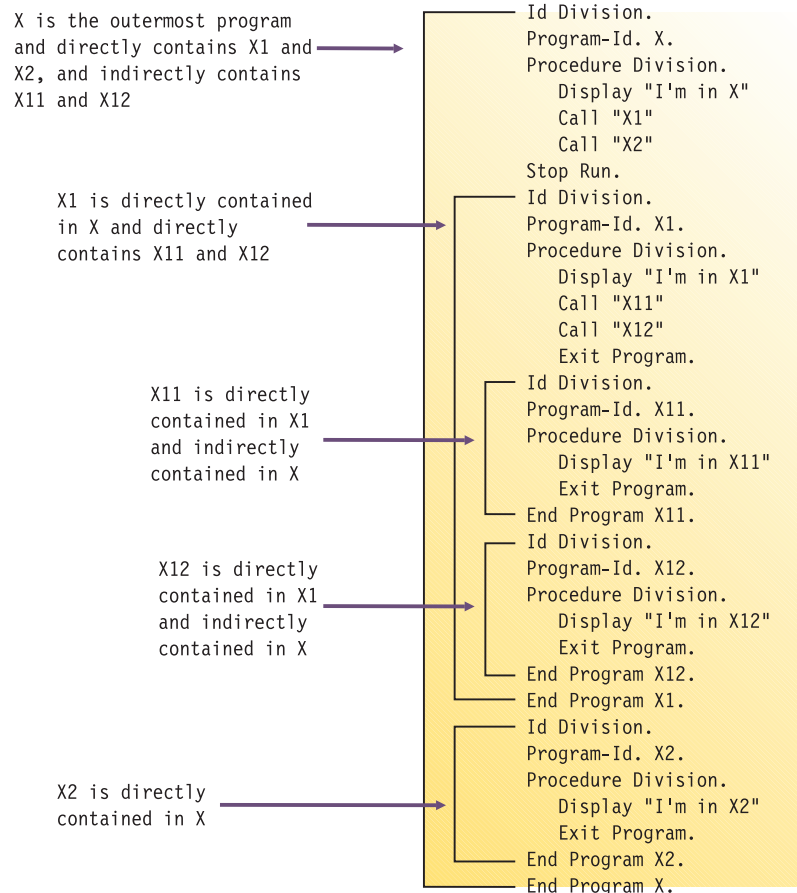 X is the outermost program
and directly contains X1 and
X2, and indirectly contains
X11 and X12
X1 is directly contained
in X and directly
contains X11 and X12
X11 is directly
contained in X1
and indirectly
contained in X
X12 is directly
contained in X1
and indirectly
contained in X
X2 is directly
contained in X
Id Division.
Program-Id. X.
Procedure Division.
Display "I'm in X"
Call "X1"
Call "X2"
Stop Run.
Id Division.
Program-Id. X1.
Procedure Division.
Display "I'm in X1"
Call "X11"
Call "X12"
Exit Program.
Id Division.
Program-Id. X11.
Procedure Division.
Display "I'm in X11"
Exit Program.
End Program X11.
Id Division.
Program-Id. X12.
Procedure Division.
Display "I'm in X12"
Exit Program.
End Program X12.
End Program X1.
Id Division.
Program-Id. X2.
Procedure Division.
Display "I'm in X2"
Exit Program.
End Program X2.
End Program X.